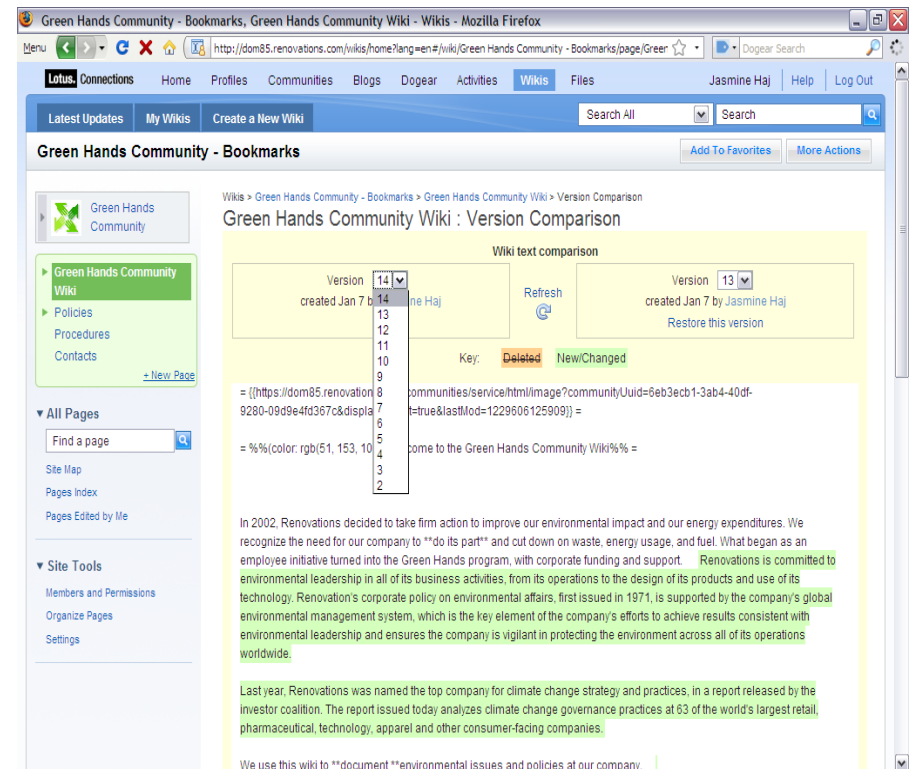 Green Hands Community - Bookmarks, Green Hands Community Wiki - Wikis - Mozilla Firefox
Menu
http://dom85.renovations.com/wikis/home?lang=en#/wiki/Green Hands Community - Bookmarks/page/Greer
Dogear Search
Lotus. Connections Home Profiles Communities Blogs Dogear Activities Wikis Files Jasmine Haj Help Log Out
Latest Updates My Wikis Create a New Wiki Search All Search
Green Hands Community - Bookmarks Add To Favorites More Actions
Green Hands
Community
Green Hands Community
Wiki
Policies
Procedures
Contacts
+ New Page
All Pages
Find a page
Site Map
Pages Index
Pages Edited by Me
Site Tools
Members and Permissions
Organize Pages
Settings
Wikis > Green Hands Community - Bookmarks > Green Hands Community Wiki > Version Comparison
Green Hands Community Wiki : Version Comparison
Wiki text comparison
Version 14
created Jan 7 b ne Haj
14
13
12
11
10
9
8
7
6
5
4
3
2
Refresh
Version 13
created Jan 7 by Jasmine Haj
Restore this version
Key: Deleted New/Changed
= {{https://dom85.renovation communities/service/html/image?communityUuid=6eb3ecb1-3ab4-40df-
9280-09d9e4fd367c&displa t=true&lastMod=1229606125909}} =
= %%(color: rgb(51, 153, 10 come to the Green Hands Community Wiki%% =
In 2002, Renovations decided to take firm action to improve our environmental impact and our energy expenditures. We
recognize the need for our company to **do its part** and cut down on waste, energy usage, and fuel. What began as an
employee initiative turned into the Green Hands program, with corporate funding and support. Renovations is committed to
environmental leadership in all of its business activities, from its operations to the design of its products and use of its
technology. Renovation's corporate policy on environmental affairs, first issued in 1971, is supported by the company's global
environmental management system, which is the key element of the company's efforts to achieve results consistent with
environmental leadership and ensures the company is vigilant in protecting the environment across all of its operations
worldwide.
Last year, Renovations was named the top company for climate change strategy and practices, in a report released by the
investor coalition. The report issued today analyzes climate change governance practices at 63 of the world's largest retail,
pharmaceutical, technology, apparel and other consumer-facing companies.
We use this wiki to **document **environmental issues and policies at our company.